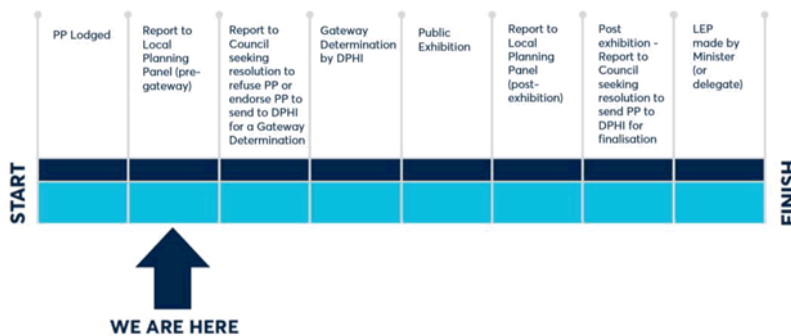 PP Lodged
Report to
Local
Planning
Panel (pre-
gateway)
Report to
Council
seeking
resolution to
refuse PP or
endorse PP to
send to DPHI
for a Gateway
Determination
Gateway
Determination
by DPHI
Public
Exhibition
Report to
Local
Planning
Panel
(post-
exhibition)
Post
exhibition -
Report to
Council
seeking
resolution to
send PP to
DPHI for
finalisation
LEP
made by
Minister
(or
delegate)
START
FINISH
WE ARE HERE